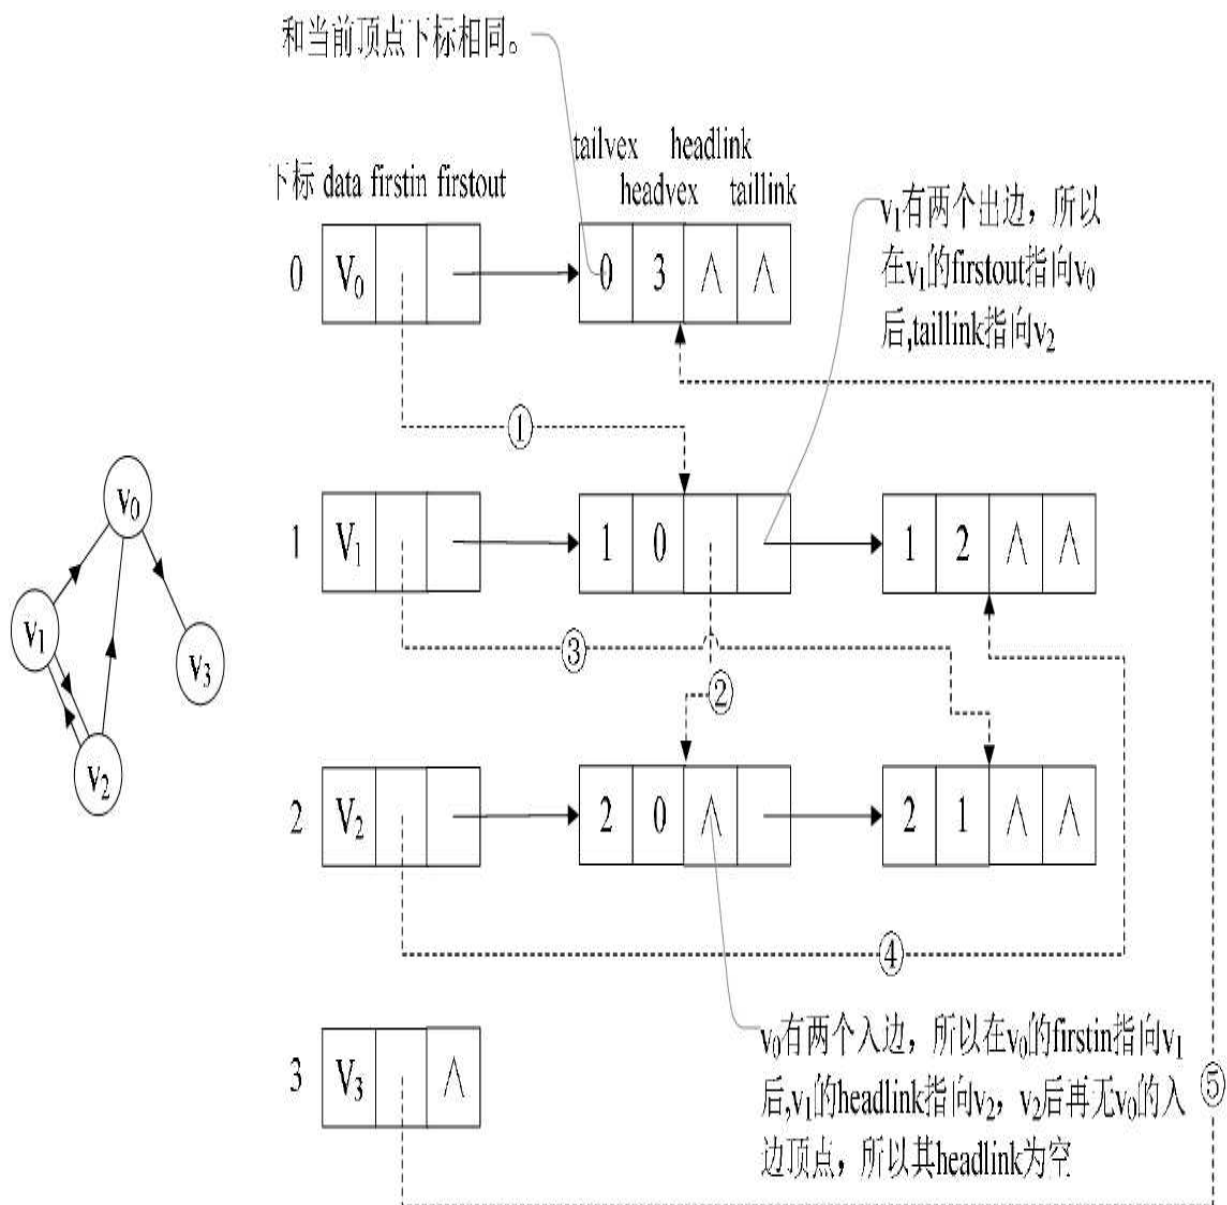 和当前顶点下标相同。
tailvex headlink
下标 data firstin firstout
headvex taillink
v₁有两个出边，所以
在v₁的firstout指向v₀
后,taillink指向v₂
0 V₀ 0 3 ∧ ∧
①
v₀
1 V₁ 1 0 1 2 ∧ ∧
v₁
③
v₃
②
v₂
2 V₂ 2 0 ∧ 2 1 ∧ ∧
④
v₀有两个入边，所以在v₀的firstin指向v₁
后,v₁的headlink指向v₂，v₂后再无v₀的入
边顶点，所以其headlink为空
⑤
3 V₃ ∧